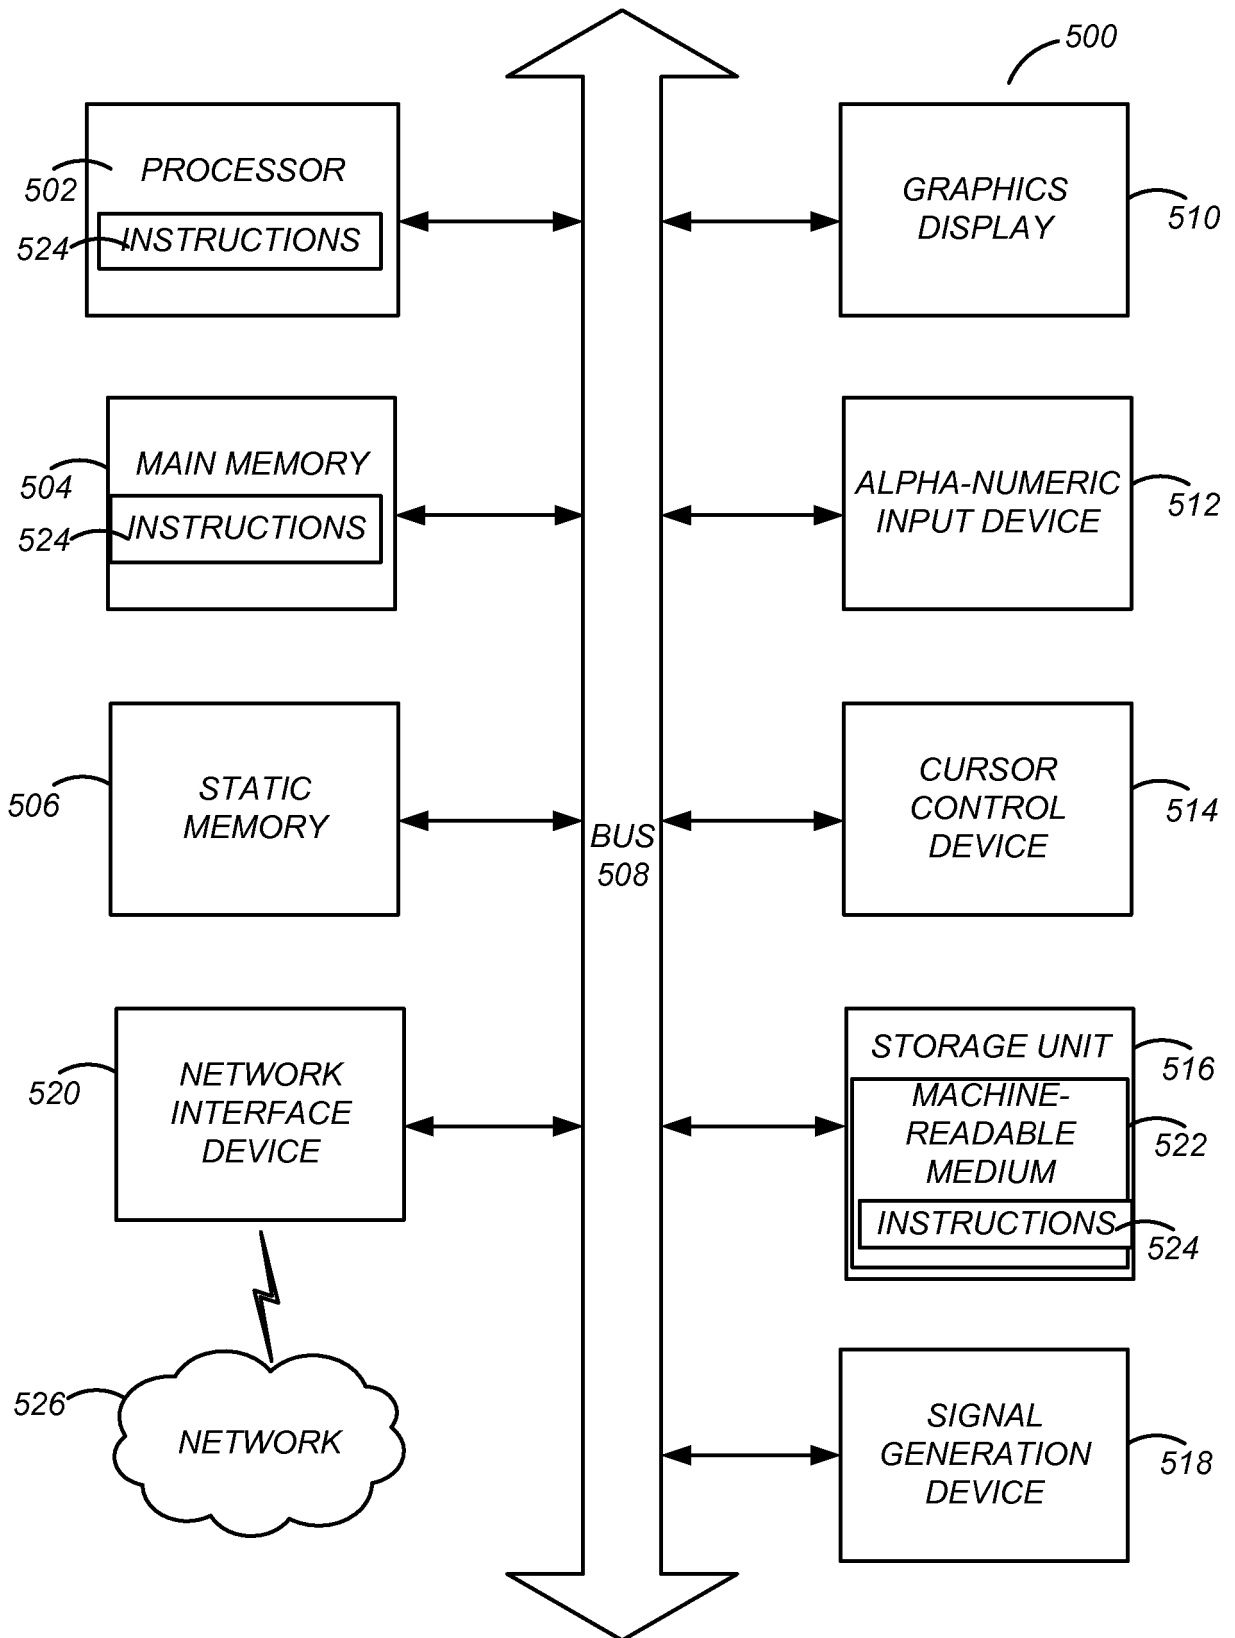 500
PROCESSOR
502
INSTRUCTIONS
524
GRAPHICS
DISPLAY
510
MAIN MEMORY
504
INSTRUCTIONS
524
ALPHA-NUMERIC
INPUT DEVICE
512
STATIC
MEMORY
506
BUS
508
CURSOR
CONTROL
DEVICE
514
NETWORK
INTERFACE
DEVICE
520
STORAGE UNIT
516
MACHINE-
READABLE
MEDIUM
522
INSTRUCTIONS
524
526
NETWORK
SIGNAL
GENERATION
DEVICE
518